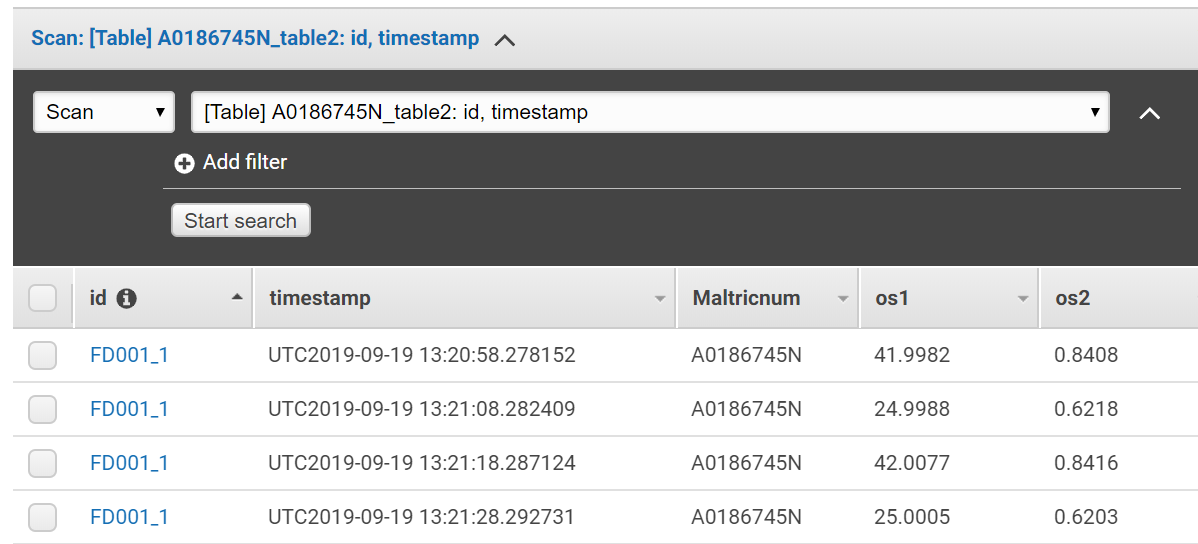 Scan: [Table] A0186745N_table2: id, timestamp
Scan [Table] A0186745N_table2: id, timestamp
Add filter
Start search
id timestamp Maltricnum os1 os2
FD001_1 UTC2019-09-19 13:20:58.278152 A0186745N 41.9982 0.8408
FD001_1 UTC2019-09-19 13:21:08.282409 A0186745N 24.9988 0.6218
FD001_1 UTC2019-09-19 13:21:18.287124 A0186745N 42.0077 0.8416
FD001_1 UTC2019-09-19 13:21:28.292731 A0186745N 25.0005 0.6203